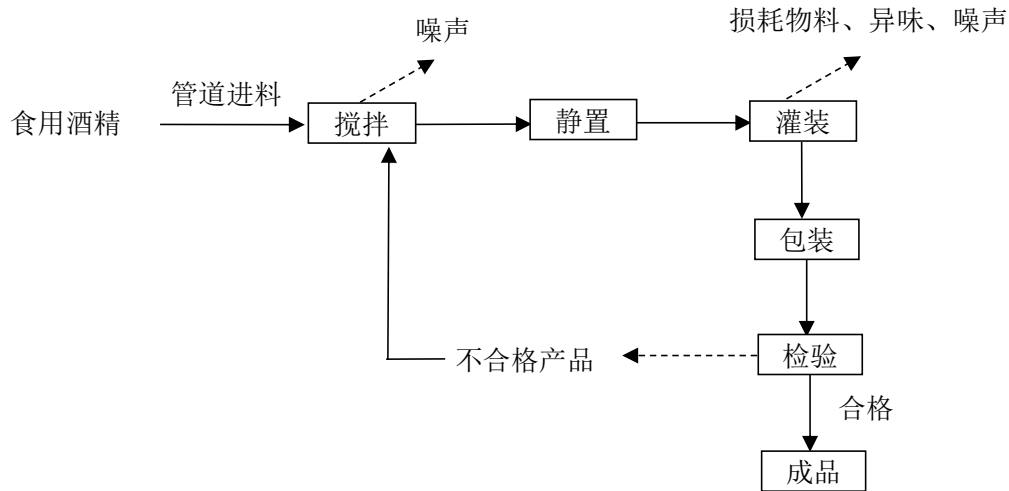 损耗物料、异味、噪声
噪声
管道进料
食用酒精
搅拌
静置
灌装
包装
检验
不合格产品
合格
成品